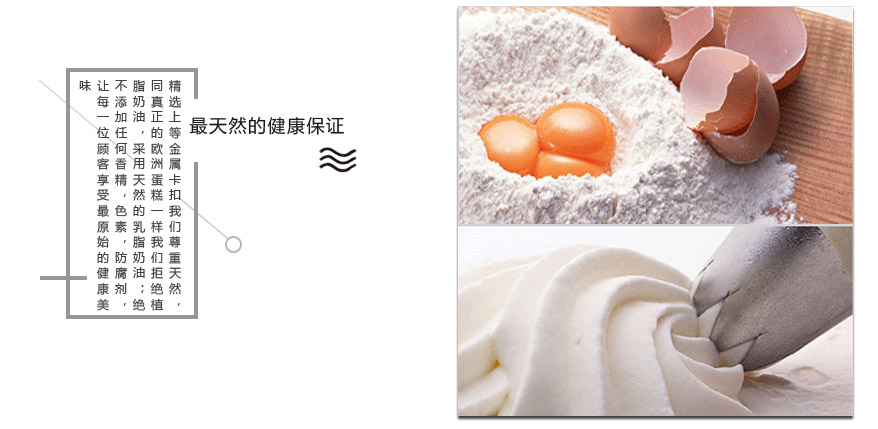 精选上等金属卡扣我们尊重天然，
同真正的欧洲蛋糕一样我们拒绝植
脂奶油，采用天然的乳脂奶油；绝
不添加任何香精，色素，防腐剂，
让每一位顾客享受最原始的健康美
味
最天然的健康保证